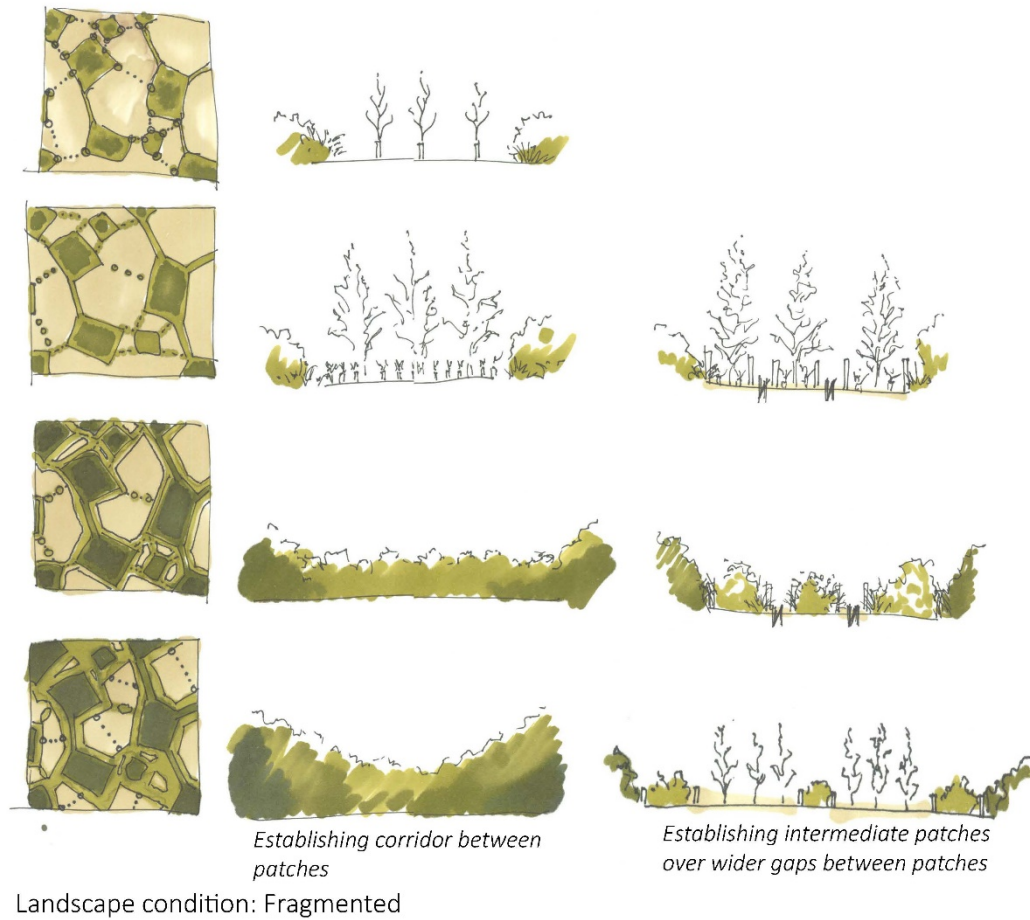 Establishing corridor between
patches
Establishing intermediate patches
over wider gaps between patches
Landscape condition: Fragmented